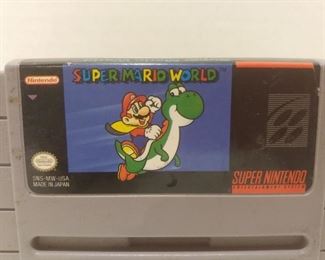 Nintendo
SUPER MARIO WORLD
SNS-MW-USA
MADE IN JAPAN
SUPER NINTENDO
ENTERTAINMENT SYSTEM